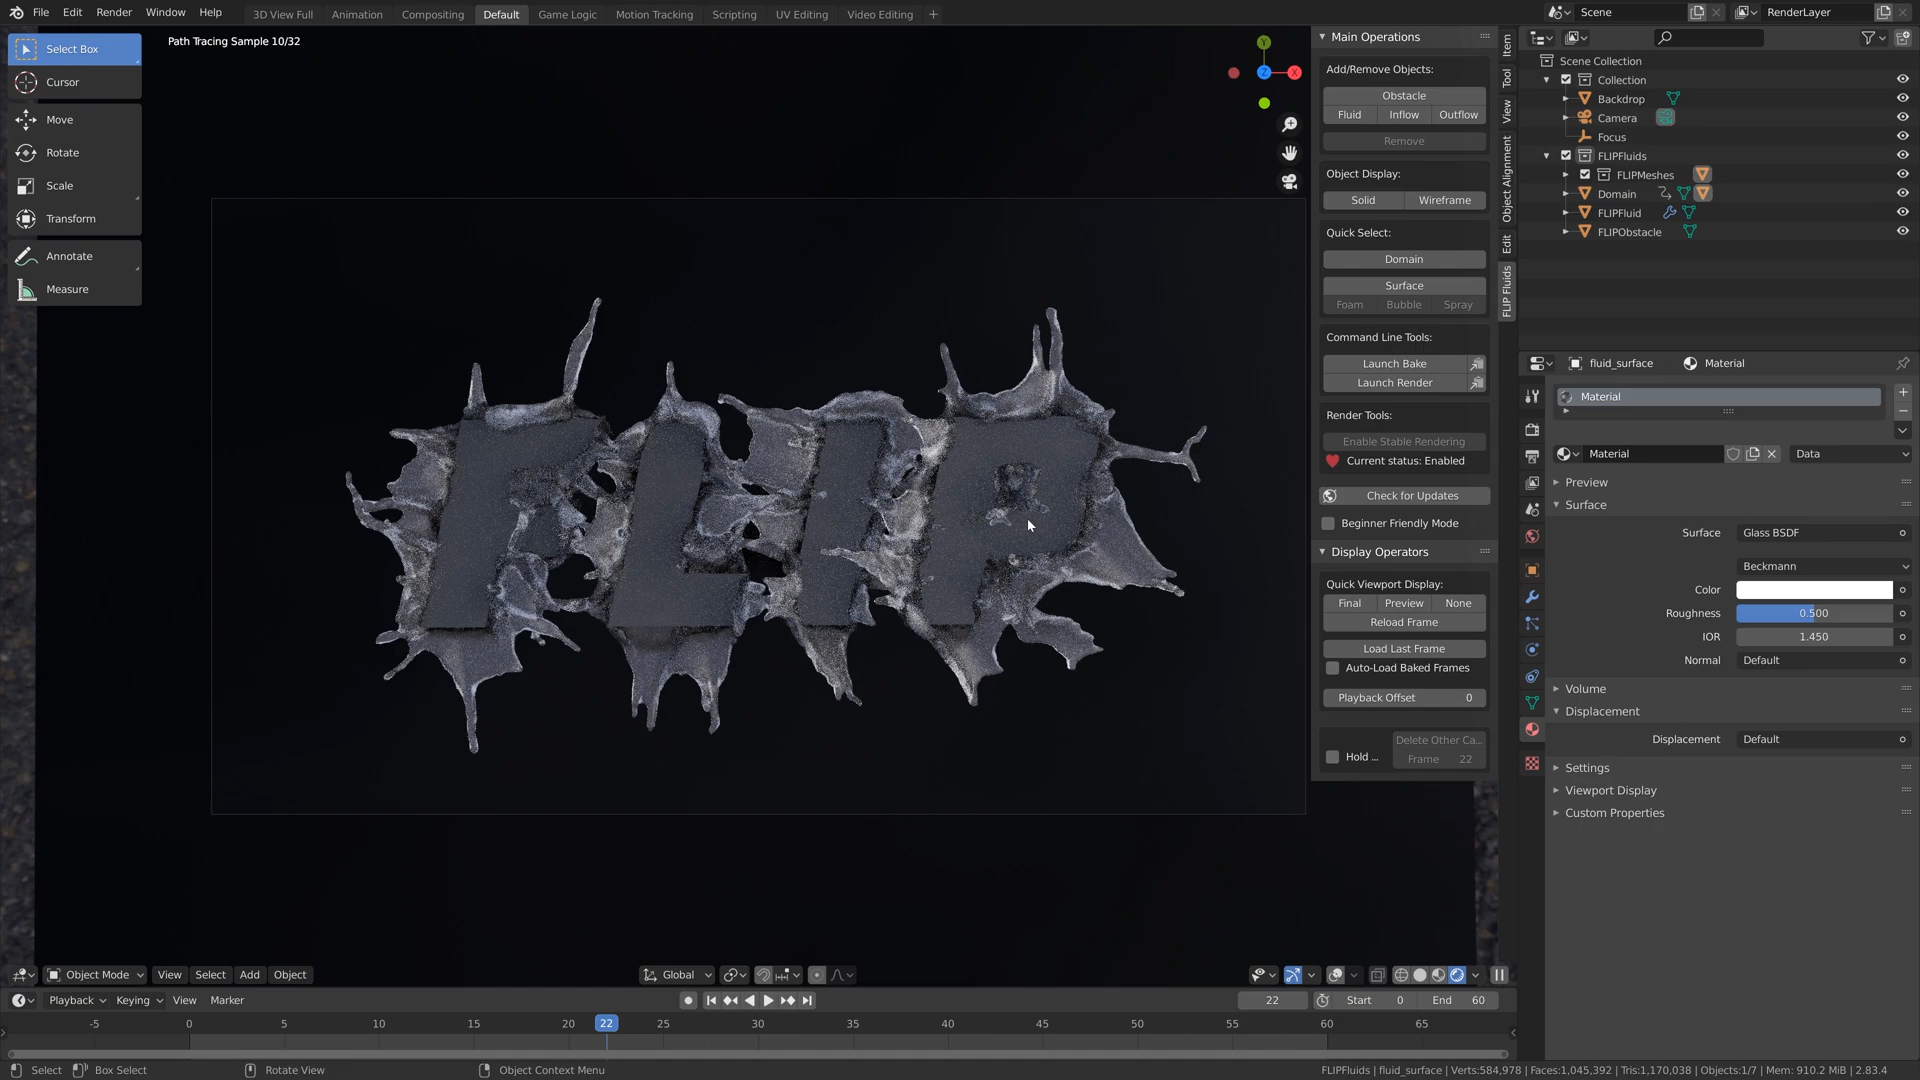 File Edit Render Window Help
3D View Full Animation Compositing Default Game Logic Motion Tracking Scripting UV Editing Video Editing +
Scene
RenderLayer
Select Box
Cursor
Move
Rotate
Scale
Transform
Annotate
Measure
Path Tracing Sample 10/32
FLIP
Y
Z
X
Main Operations
Add/Remove Objects:
Obstacle
Fluid Inflow Outflow
Remove
Object Display:
Solid Wireframe
Quick Select:
Domain
Surface
Foam Bubble Spray
Command Line Tools:
Launch Bake
Launch Render
Render Tools:
Enable Stable Rendering
Current status: Enabled
Check for Updates
Beginner Friendly Mode
Display Operators
Quick Viewport Display:
Final Preview None
Reload Frame
Load Last Frame
Auto-Load Baked Frames
Playback Offset 0
Hold ...
Delete Other Ca...
Frame 22
Item
Tool
View
Object Alignment
Edit
FLIP Fluids
Scene Collection
Collection
Backdrop
Camera
Focus
FLIPFluids
FLIPMeshes
Domain
FLIPFluid
FLIPObstacle
fluid_surface Material
Material
Material Data
Preview
Surface
Surface Glass BSDF
Beckmann
Color
Roughness 0.500
IOR 1.450
Normal Default
Volume
Displacement
Displacement Default
Settings
Viewport Display
Custom Properties
Object Mode View Select Add Object
Global
Playback Keying View Marker
22 Start 0 End 60
-5 0 5 10 15 20 22 25 30 35 40 45 50 55 60 65
Select Box Select Rotate View Object Context Menu
FLIPFluids | fluid_surface | Verts:584,978 | Faces:1,045,392 | Tris:1,170,038 | Objects:1/7 | Mem: 910.2 MiB | 2.83.4